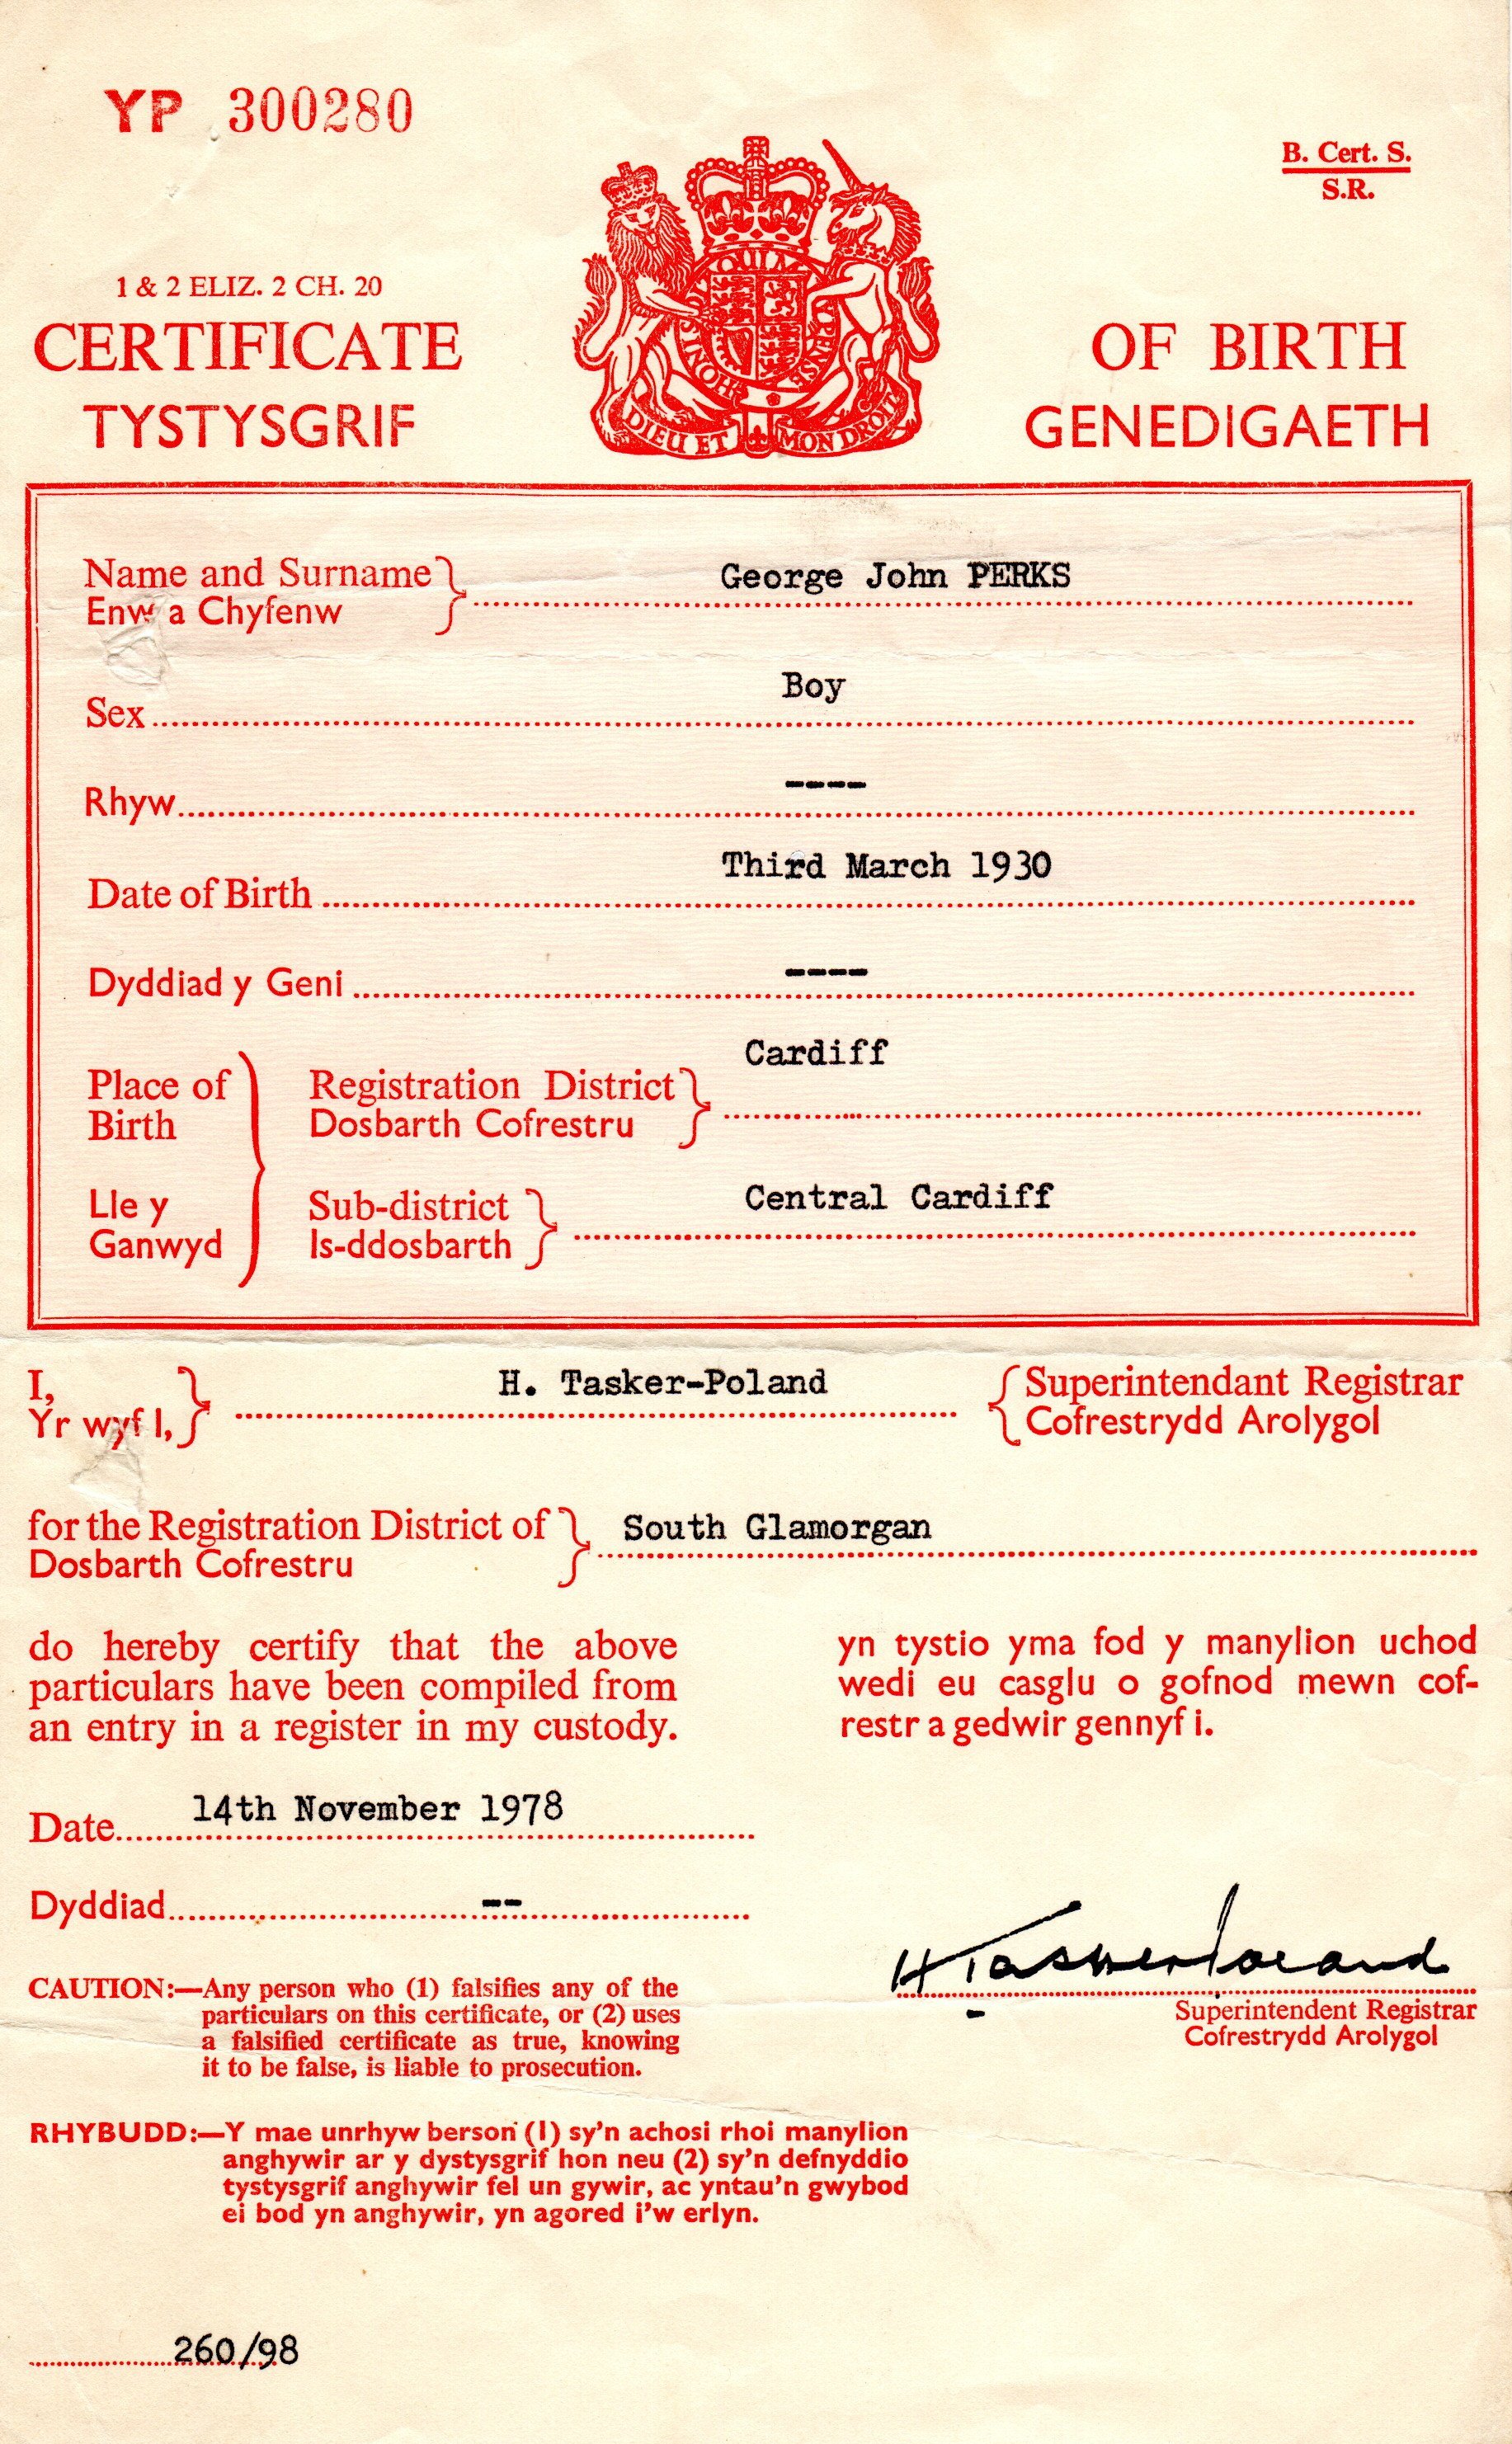 YP 300280
B. Cert. S.
S.R.
1 & 2 ELIZ. 2 CH. 20
CERTIFICATE OF BIRTH
TYSTYSGRIF GENEDIGAETH
DIEU ET MON DROIT
Name and Surname George John PERKS
Enw a Chyfenw
Sex Boy
Rhyw ----
Date of Birth Third March 1930
Dyddiad y Geni ----
Cardiff
Place of Registration District
Birth Dosbarth Cofrestru
Central Cardiff
Lle y Sub-district
Ganwyd Is-ddosbarth
I, H. Tasker-Poland Superintendant Registrar
Yr wyf I, Cofrestrydd Arolygol
for the Registration District of South Glamorgan
Dosbarth Cofrestru
do hereby certify that the above
particulars have been compiled from
an entry in a register in my custody.
yn tystio yma fod y manylion uchod
wedi eu casglu o gofnod mewn cof-
restr a gedwir gennyf i.
Date 14th November 1978
Dyddiad --
H Tasker Poland
Superintendent Registrar
Cofrestrydd Arolygol
CAUTION:—Any person who (1) falsifies any of the
particulars on this certificate, or (2) uses
a falsified certificate as true, knowing
it to be false, is liable to prosecution.
RHYBUDD:—Y mae unrhyw berson (1) sy'n achosi rhoi manylion
anghywir ar y dystysgrif hon neu (2) sy'n defnyddio
tystysgrif anghywir fel un gywir, ac yntau'n gwybod
ei bod yn anghywir, yn agored i'w erlyn.
260/98